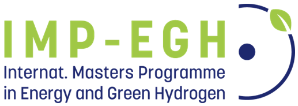 IMP-EGH
Internat. Masters Programme
in Energy and Green Hydrogen